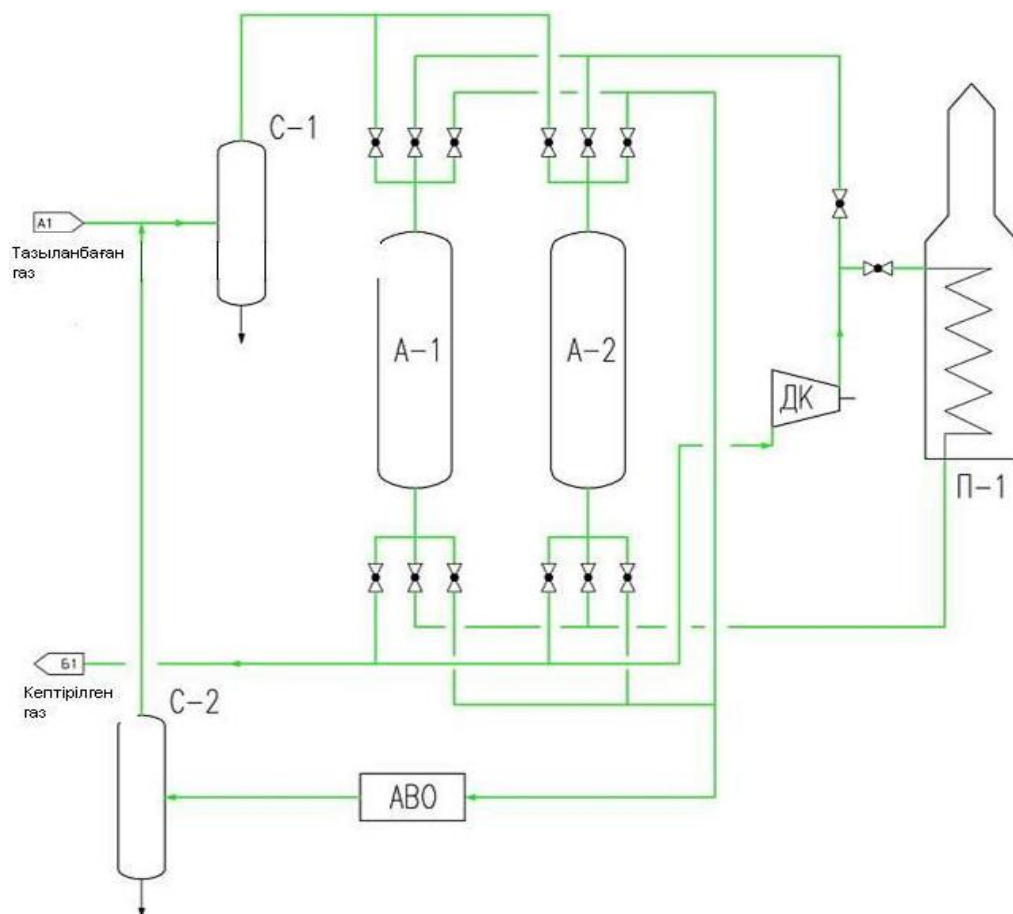 С-1
А1
Тазыланбаған
газ
А-1
А-2
ДК
П-1
Б1
Кептірілген
газ
С-2
АВО